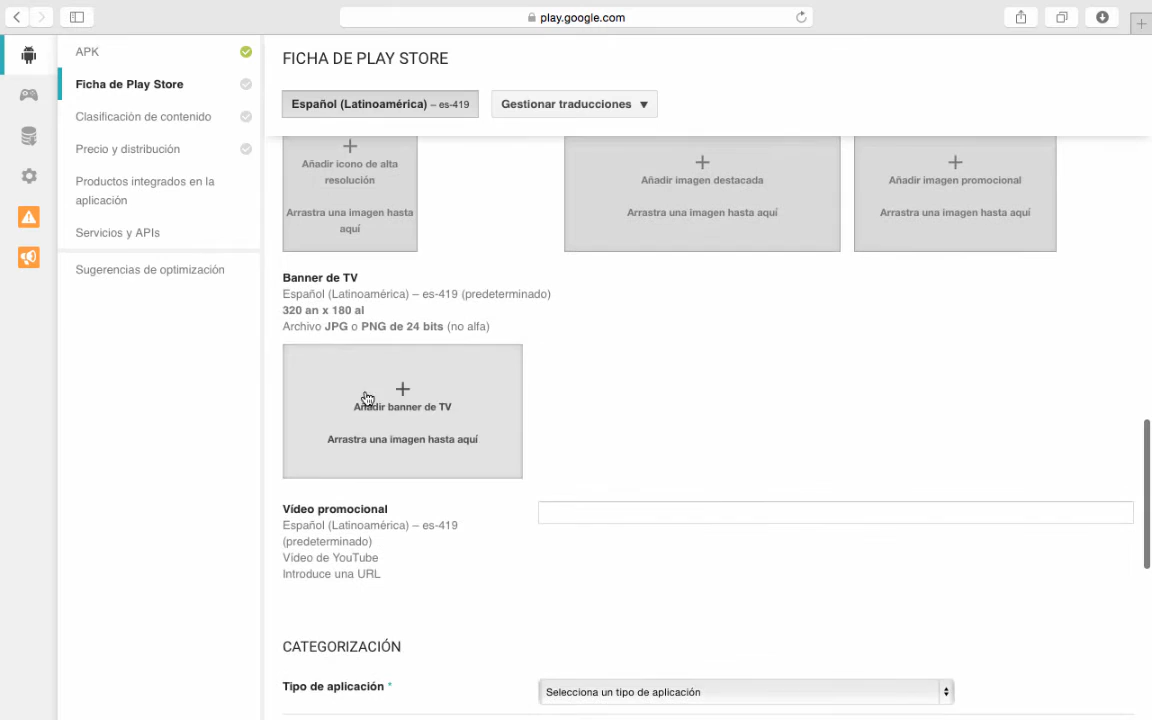 play.google.com
APK
Ficha de Play Store
Clasificación de contenido
Precio y distribución
Productos integrados en la
aplicación
Servicios y APIs
Sugerencias de optimización
FICHA DE PLAY STORE
Español (Latinoamérica) – es-419
Gestionar traducciones
Añadir icono de alta
resolución
Arrastra una imagen hasta
aquí
Añadir imagen destacada
Arrastra una imagen hasta aquí
Añadir imagen promocional
Arrastra una imagen hasta aquí
Banner de TV
Español (Latinoamérica) – es-419 (predeterminado)
320 an x 180 al
Archivo JPG o PNG de 24 bits (no alfa)
Añadir banner de TV
Arrastra una imagen hasta aquí
Vídeo promocional
Español (Latinoamérica) – es-419
(predeterminado)
Vídeo de YouTube
Introduce una URL
CATEGORIZACIÓN
Tipo de aplicación *
Selecciona un tipo de aplicación